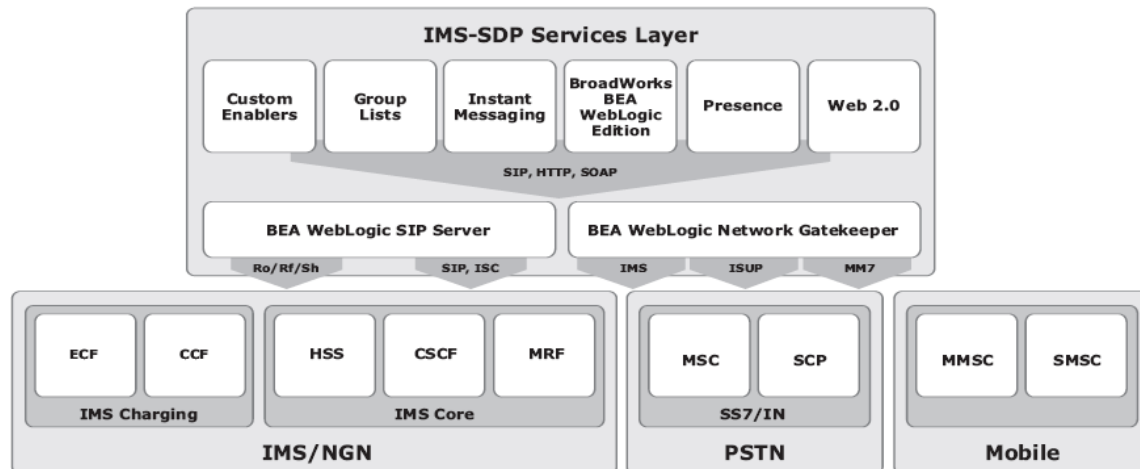 IMS-SDP Services Layer
Custom
Enablers
Group
Lists
Instant
Messaging
BroadWorks
BEA
WebLogic
Edition
Presence
Web 2.0
SIP, HTTP, SOAP
BEA WebLogic SIP Server
BEA WebLogic Network Gatekeeper
Ro/Rf/Sh
SIP, ISC
IMS
ISUP
MM7
ECF
CCF
IMS Charging
HSS
CSCF
MRF
IMS Core
IMS/NGN
MSC
SCP
SS7/IN
PSTN
MMSC
SMSC
Mobile